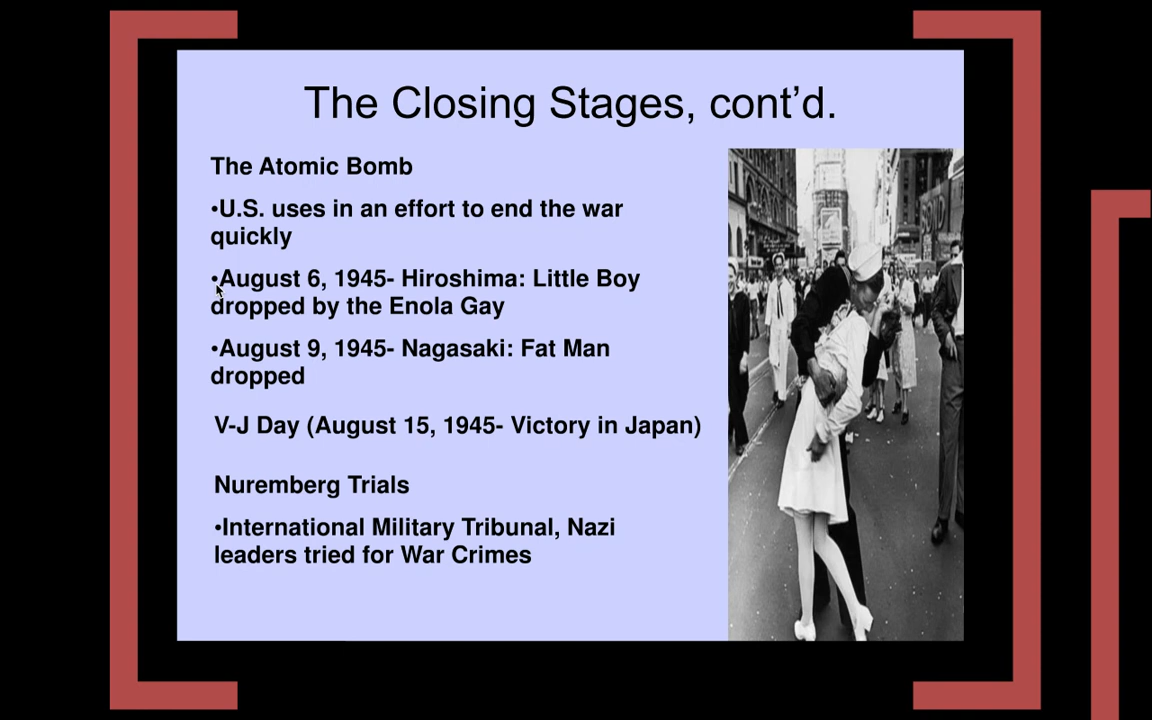 The Closing Stages, cont’d.
The Atomic Bomb
•U.S. uses in an effort to end the war
quickly
•August 6, 1945- Hiroshima: Little Boy
dropped by the Enola Gay
•August 9, 1945- Nagasaki: Fat Man
dropped
V-J Day (August 15, 1945- Victory in Japan)
Nuremberg Trials
•International Military Tribunal, Nazi
leaders tried for War Crimes